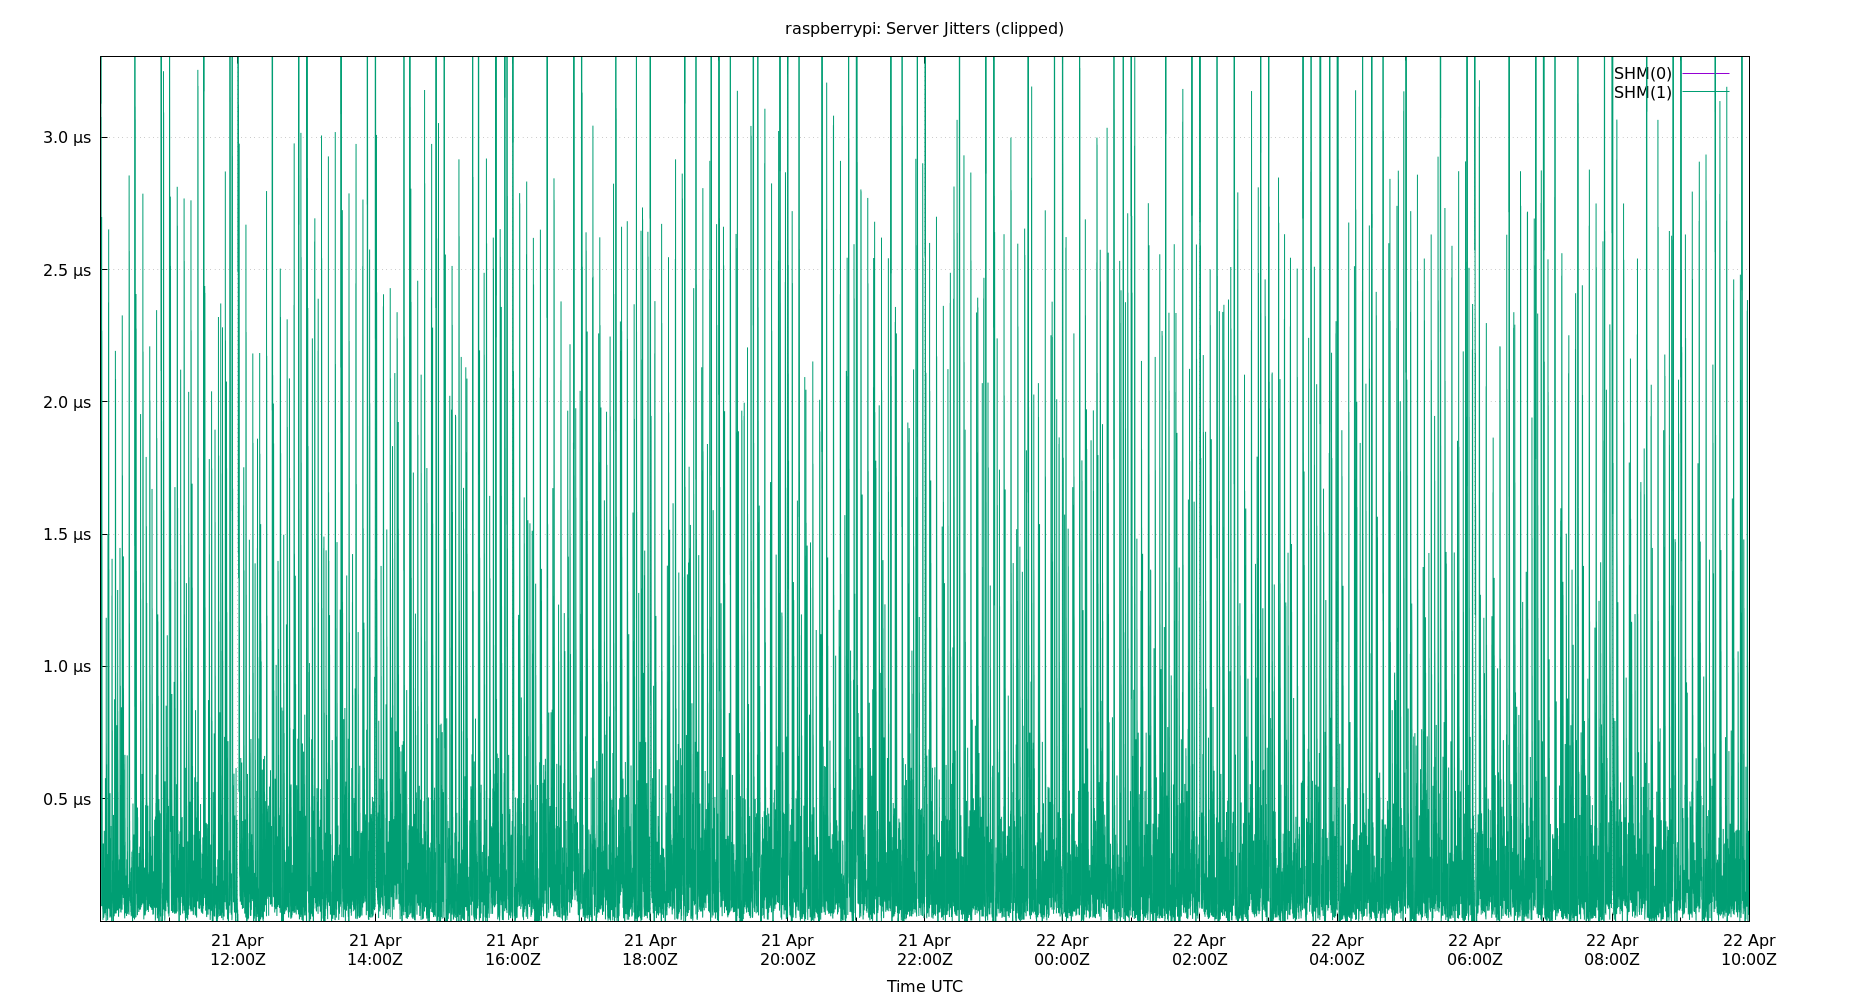 raspberrypi: Server Jitters (clipped)
SHM(0)
SHM(1)
3.0 µs
2.5 µs
2.0 µs
1.5 µs
1.0 µs
0.5 µs
21 Apr 21 Apr 21 Apr 21 Apr 21 Apr 21 Apr 22 Apr 22 Apr 22 Apr 22 Apr 22 Apr 22 Apr
12:00Z 14:00Z 16:00Z 18:00Z 20:00Z 22:00Z 00:00Z 02:00Z 04:00Z 06:00Z 08:00Z 10:00Z
Time UTC